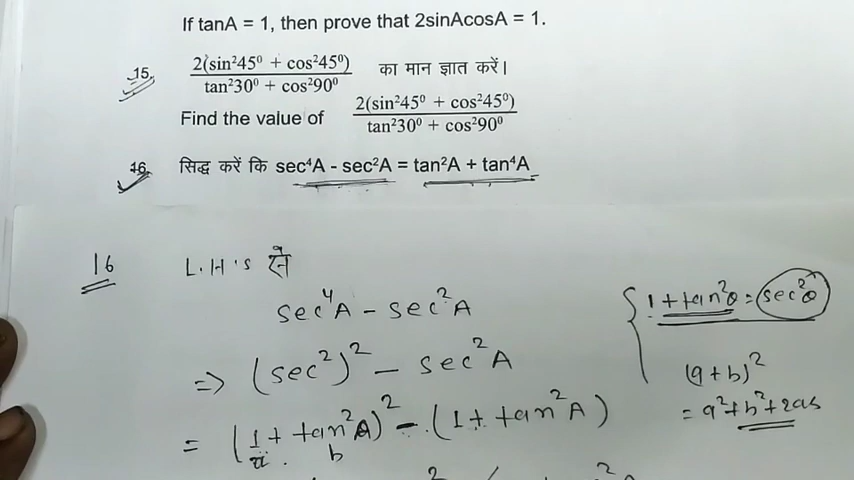 If tanA = 1, then prove that 2sinAcosA = 1.
15. 2(sin²45⁰ + cos²45⁰) / tan²30⁰ + cos²90⁰ का मान ज्ञात करें।
Find the value of 2(sin²45⁰ + cos²45⁰) / tan²30⁰ + cos²90⁰
16. सिद्ध करें कि sec⁴A - sec²A = tan²A + tan⁴A
16 L.H's से
sec⁴A - sec²A
1 + tan²θ = sec²θ
=> (sec²)² - sec²A
(a+b)²
= a²+b²+2ab
= (1 + tan²A)² - (1 + tan²A)
a. b